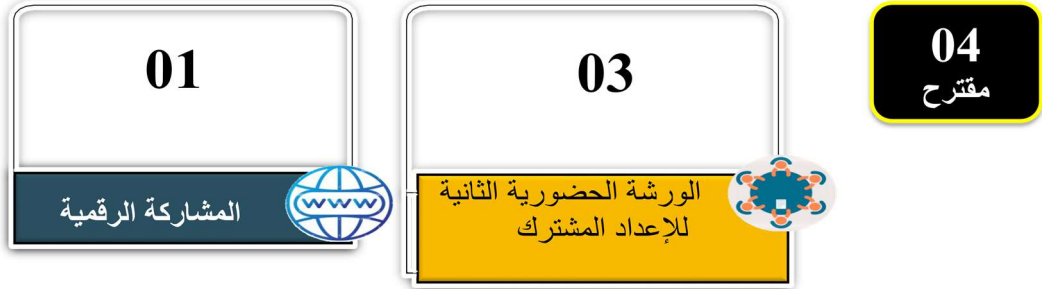 04
مقترح
03
الورشة الحضورية الثانية
للإعداد المشترك
01
المشاركة الرقمية
www